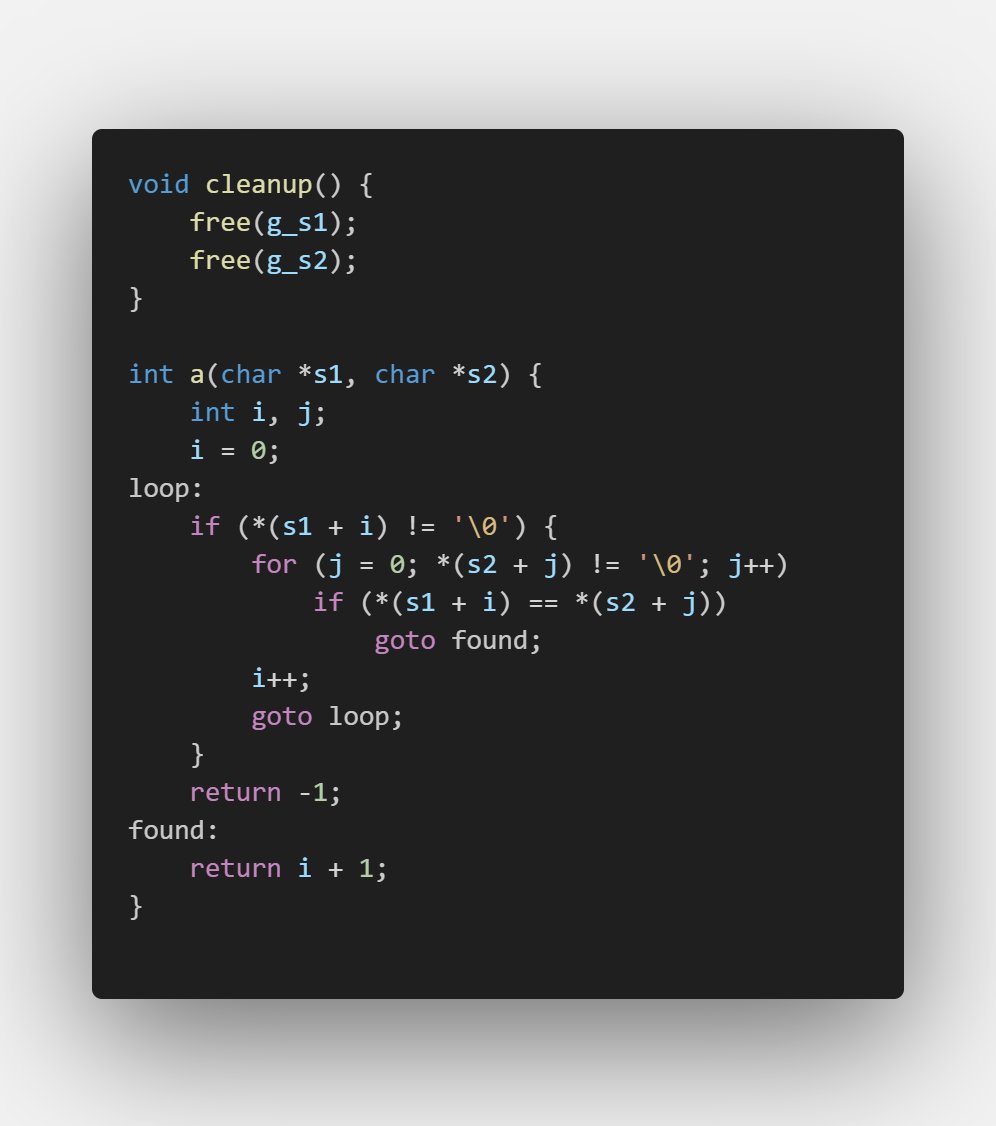 void cleanup() {
    free(g_s1);
    free(g_s2);
}

int a(char *s1, char *s2) {
    int i, j;
    i = 0;
loop:
    if (*(s1 + i) != '\0') {
        for (j = 0; *(s2 + j) != '\0'; j++)
            if (*(s1 + i) == *(s2 + j))
                goto found;
        i++;
        goto loop;
    }
    return -1;
found:
    return i + 1;
}